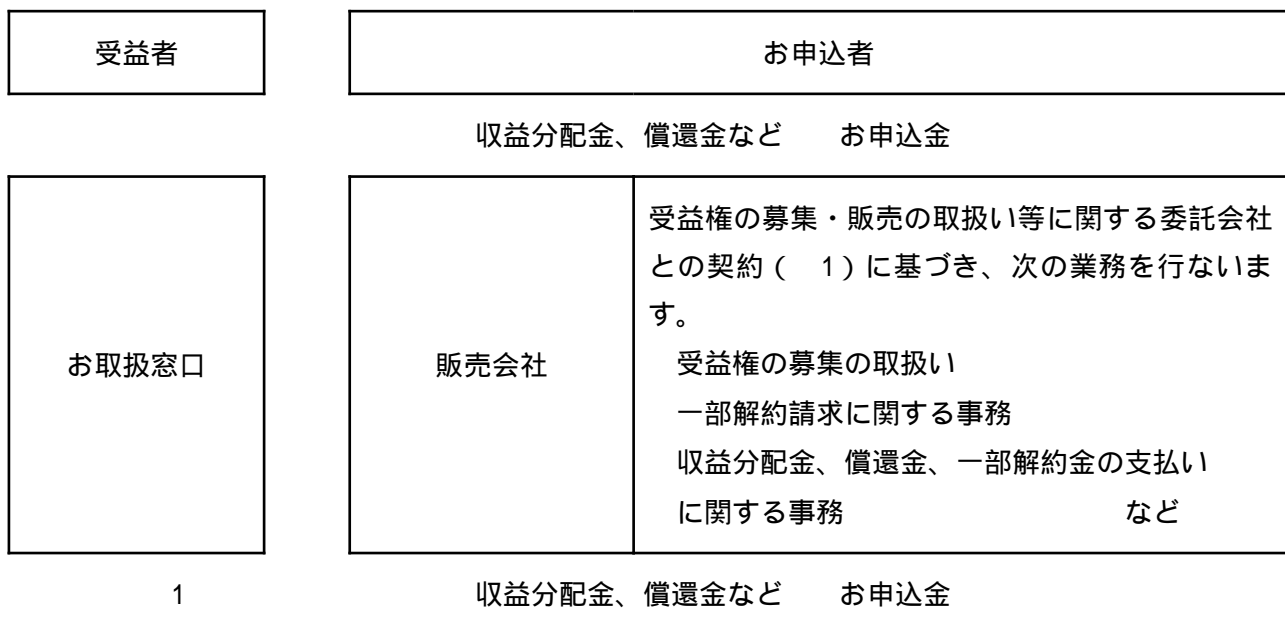 受益者
お申込者
収益分配金、償還金など お申込金
お取扱窓口
販売会社
受益権の募集・販売の取扱い等に関する委託会社
との契約( 1)に基づき、次の業務を行ないま
す。
受益権の募集の取扱い
一部解約請求に関する事務
収益分配金、償還金、一部解約金の支払い
に関する事務 など
1
収益分配金、償還金など お申込金